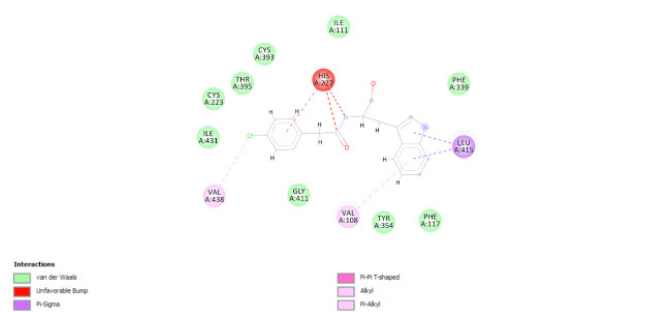 ILE
A:111
CYS
A:393
HIS
A:227
THR
A:395
PHE
A:339
CYS
A:223
ILE
A:431
LEU
A:415
H
H
H
H
H
H
H
H
H
VAL
A:438
GLY
A:411
VAL
A:108
TYR
A:354
PHE
A:117
Interactions
van der Waals
Unfavorable Bump
Pi-Sigma
Pi-Pi T-shaped
Alkyl
Pi-Alkyl